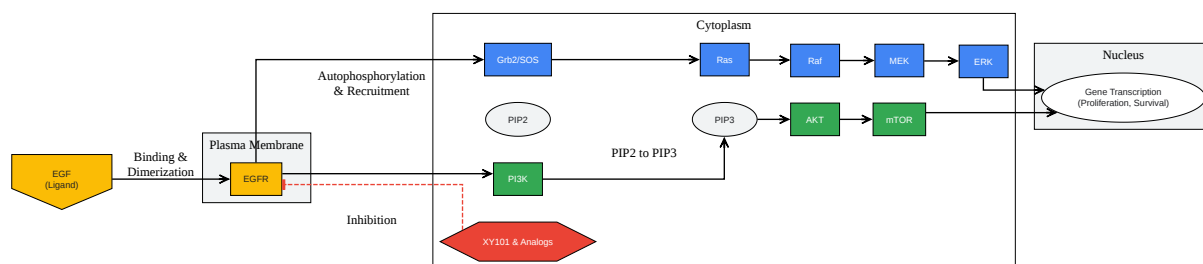 Cytoplasm
Nucleus
Grb2/SOS
Ras
Raf
MEK
ERK
Autophosphorylation
& Recruitment
Gene Transcription
(Proliferation, Survival)
PIP2
PIP3
AKT
mTOR
Plasma Membrane
Binding &
Dimerization
PIP2 to PIP3
EGF
(Ligand)
EGFR
PI3K
Inhibition
XY101 & Analogs